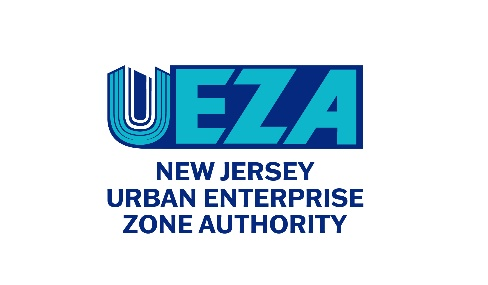 UEZA
NEW JERSEY
URBAN ENTERPRISE
ZONE AUTHORITY